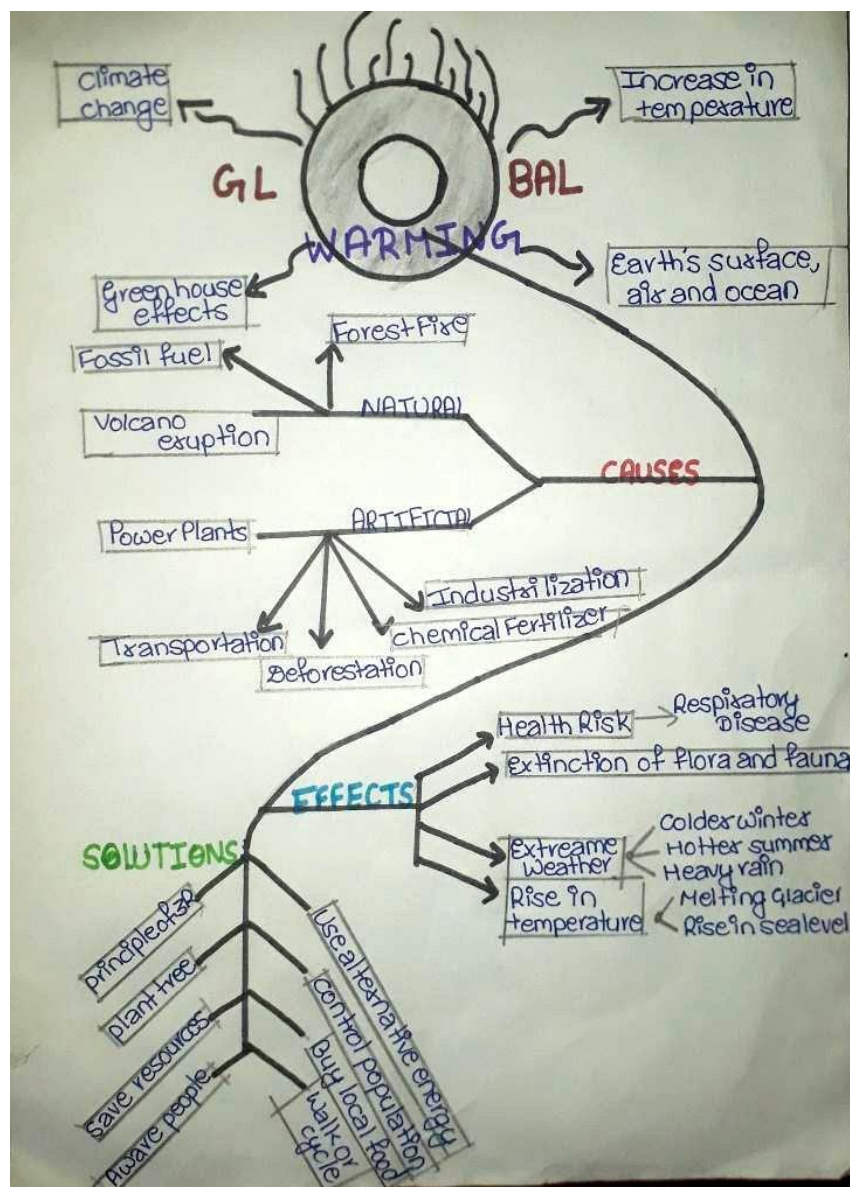 Climate
change
Increase in
temperature
GL BAL
WARMING
Earth's surface,
air and ocean
Green house
effects
Forest Fire
Fossil fuel
NATURAL
Volcano
eruption
CAUSES
ARTIFICIAL
Power Plants
Industrilization
Chemical Fertilizer
Transportation
Deforestation
Health Risk
Respiratory
Disease
Extinction of flora and fauna
EFFECTS
Extreame
weather
Colder winter
Hotter summer
Heavy rain
Rise in
temperature
Melting Glacier
Rise in sealevel
SOLUTIONS
principle of 3R
plant tree
Save resources
Aware people
Use alternative energy
control population
Buy local food
Walk or
cycle